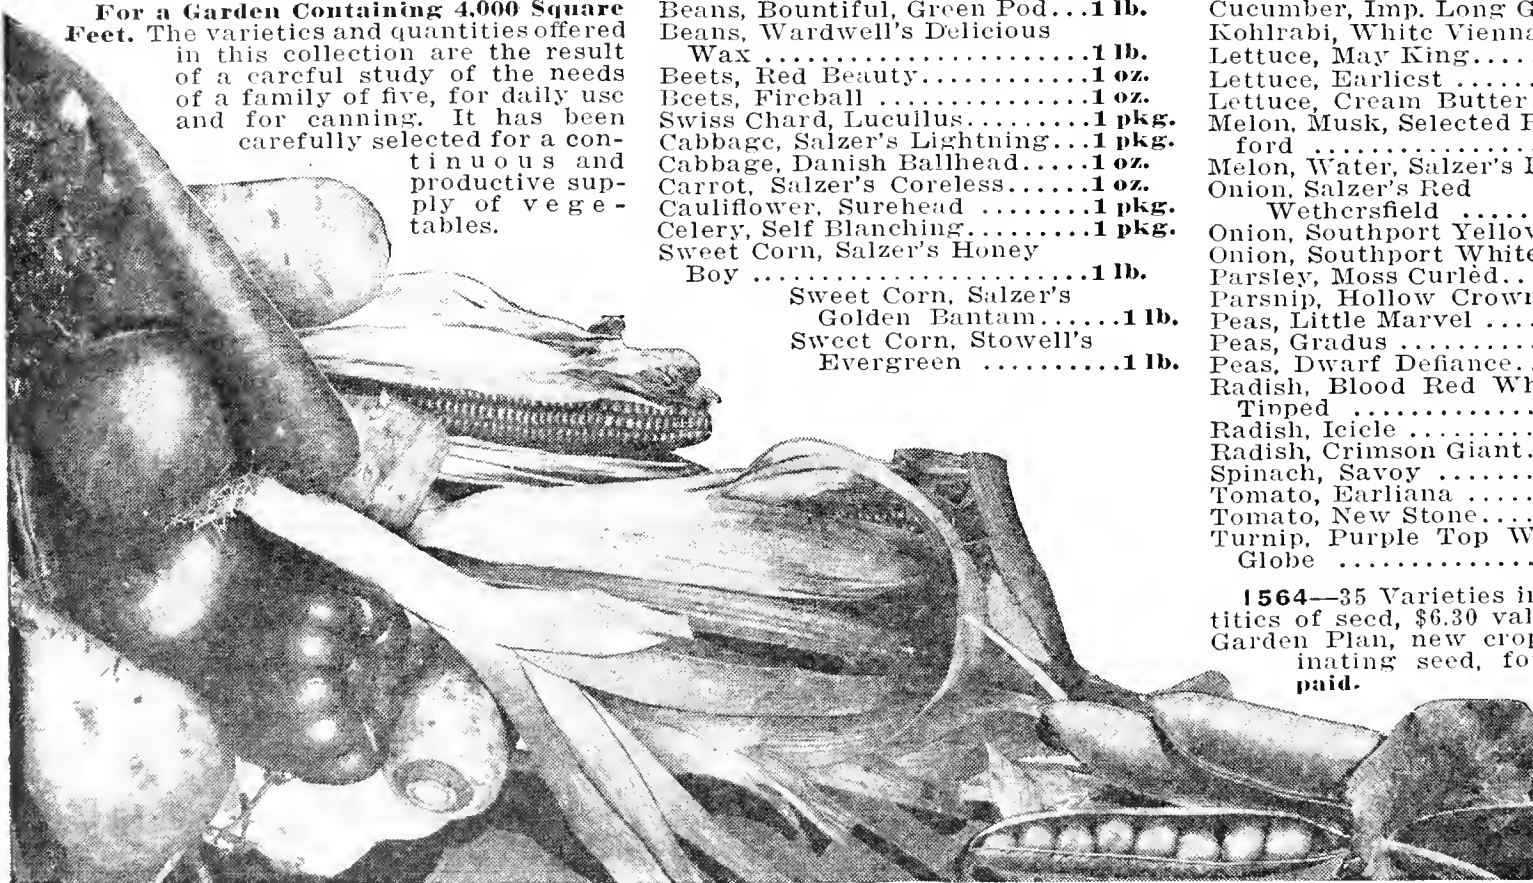 For a Garden Containing 4,000 Square
Feet. The varieties and quantities offered
in this collection are the result
of a careful study of the needs
of a family of five, for daily use
and for canning. It has been
carefully selected for a con-
tinuous and
productive sup-
ply of vege-
tables.
Beans, Bountiful, Green Pod...1 lb.
Beans, Wardwell's Delicious
Wax ......................1 lb.
Beets, Red Beauty............1 oz.
Beets, Fireball ...............1 oz.
Swiss Chard, Lucullus.........1 pkg.
Cabbage, Salzer's Lightning...1 pkg.
Cabbage, Danish Ballhead.....1 oz.
Carrot, Salzer's Coreless......1 oz.
Cauliflower, Surehead ........1 pkg.
Celery, Self Blanching.........1 pkg.
Sweet Corn, Salzer's Honey
Boy .......................1 lb.
Sweet Corn, Salzer's
Golden Bantam......1 lb.
Sweet Corn, Stowell's
Evergreen ..........1 lb.
Cucumber, Imp. Long G
Kohlrabi, White Vienna
Lettuce, May King....
Lettuce, Earliest ......
Lettuce, Cream Butter
Melon, Musk, Selected
ford ...............
Melon, Water, Salzer's
Onion, Salzer's Red
Wethersfield .....
Onion, Southport Yellow
Onion, Southport White
Parsley, Moss Curled...
Parsnip, Hollow Crown
Peas, Little Marvel ....
Peas, Gradus ..........
Peas, Dwarf Defiance..
Radish, Blood Red Wh
Tipped .............
Radish, Icicle .........
Radish, Crimson Giant.
Spinach, Savoy .......
Tomato, Earliana .....
Tomato, New Stone....
Turnip, Purple Top W
Globe ..............
1564—35 Varieties in
tities of seed, $6.30 val
Garden Plan, new crop
inating seed, fo
paid.